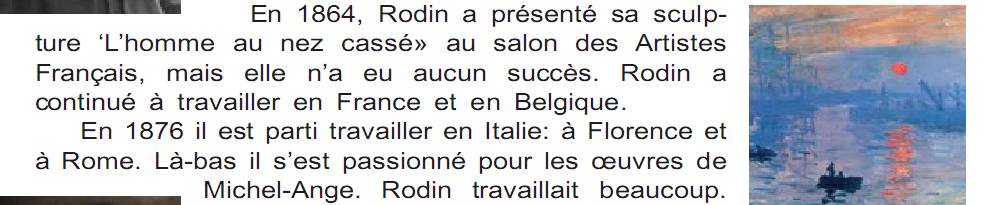 En 1864, Rodin a présenté sa sculp-
ture ‘L’homme au nez cassé» au salon des Artistes
Français, mais elle n’a eu aucun succès. Rodin a
continué à travailler en France et en Belgique.
En 1876 il est parti travailler en Italie: à Florence et
à Rome. Là-bas il s’est passionné pour les œuvres de
Michel-Ange. Rodin travaillait beaucoup.